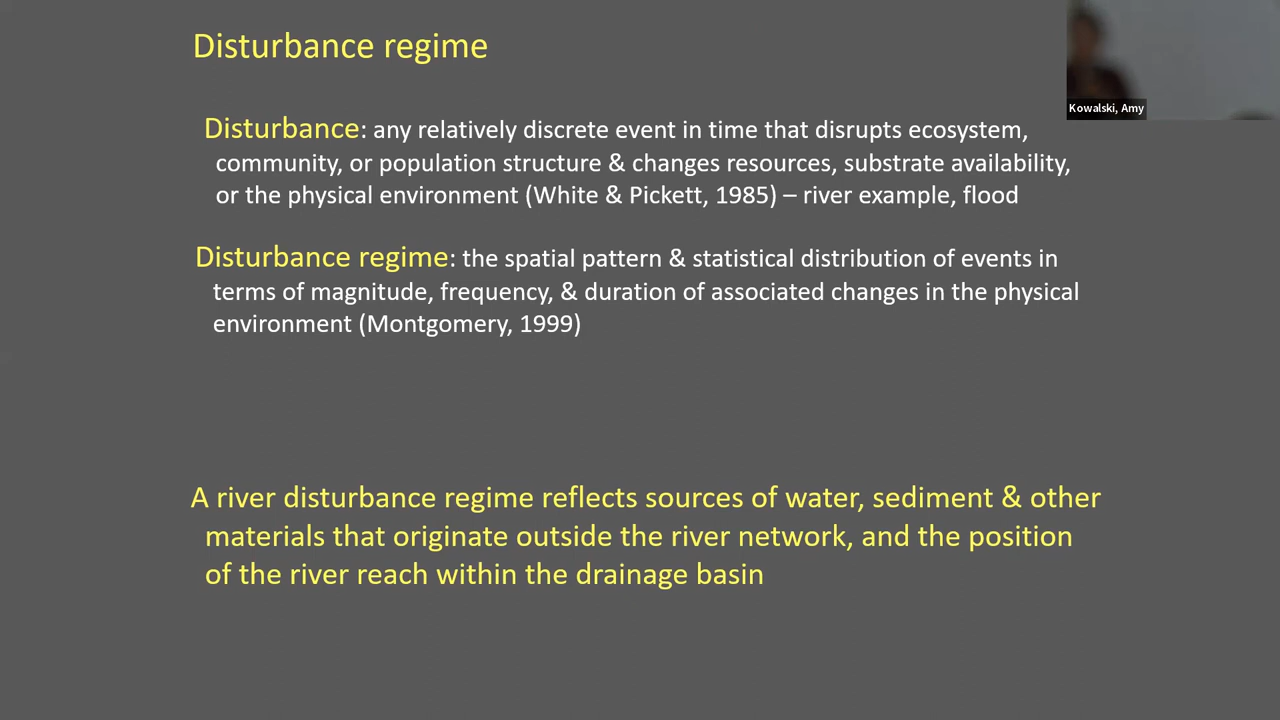 Disturbance regime
Kowalski, Amy
Disturbance: any relatively discrete event in time that disrupts ecosystem,
community, or population structure & changes resources, substrate availability,
or the physical environment (White & Pickett, 1985) – river example, flood
Disturbance regime: the spatial pattern & statistical distribution of events in
terms of magnitude, frequency, & duration of associated changes in the physical
environment (Montgomery, 1999)
A river disturbance regime reflects sources of water, sediment & other
materials that originate outside the river network, and the position
of the river reach within the drainage basin